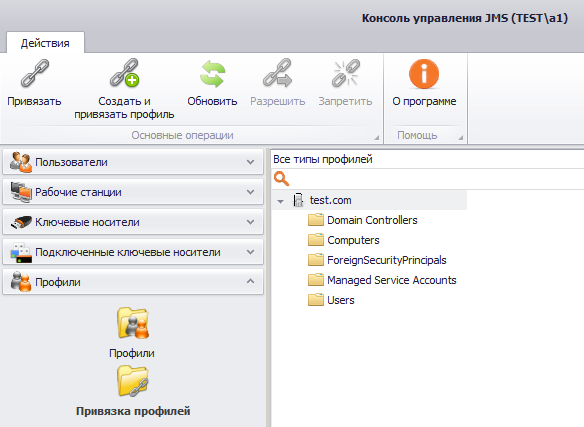 Консоль управления JMS (TEST\a1)
Действия
Привязать
Создать и
привязать профиль
Обновить
Разрешить
Запретить
О программе
Основные операции
Помощь
Пользователи
Рабочие станции
Ключевые носители
Подключенные ключевые носители
Профили
Профили
Привязка профилей
Все типы профилей
test.com
Domain Controllers
Computers
ForeignSecurityPrincipals
Managed Service Accounts
Users